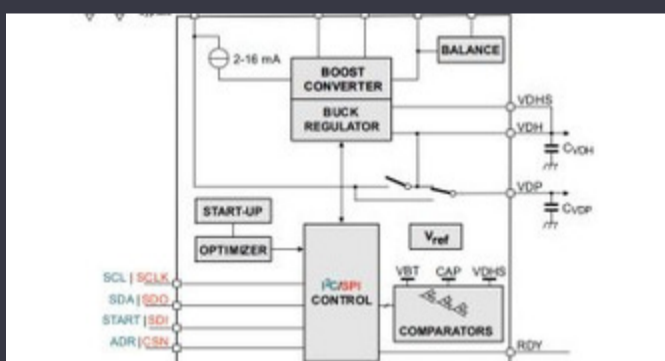 2-16 mA
BALANCE
BOOST
CONVERTER
BUCK
REGULATOR
VDHS
VDH
CVDH
VDP
CVDP
START-UP
OPTIMIZER
Vref
SCL | SCLK
SDA | SDO
START | SDI
ADR | CSN
I²C/SPI
CONTROL
VBT CAP VDHS
COMPARATORS
RDY